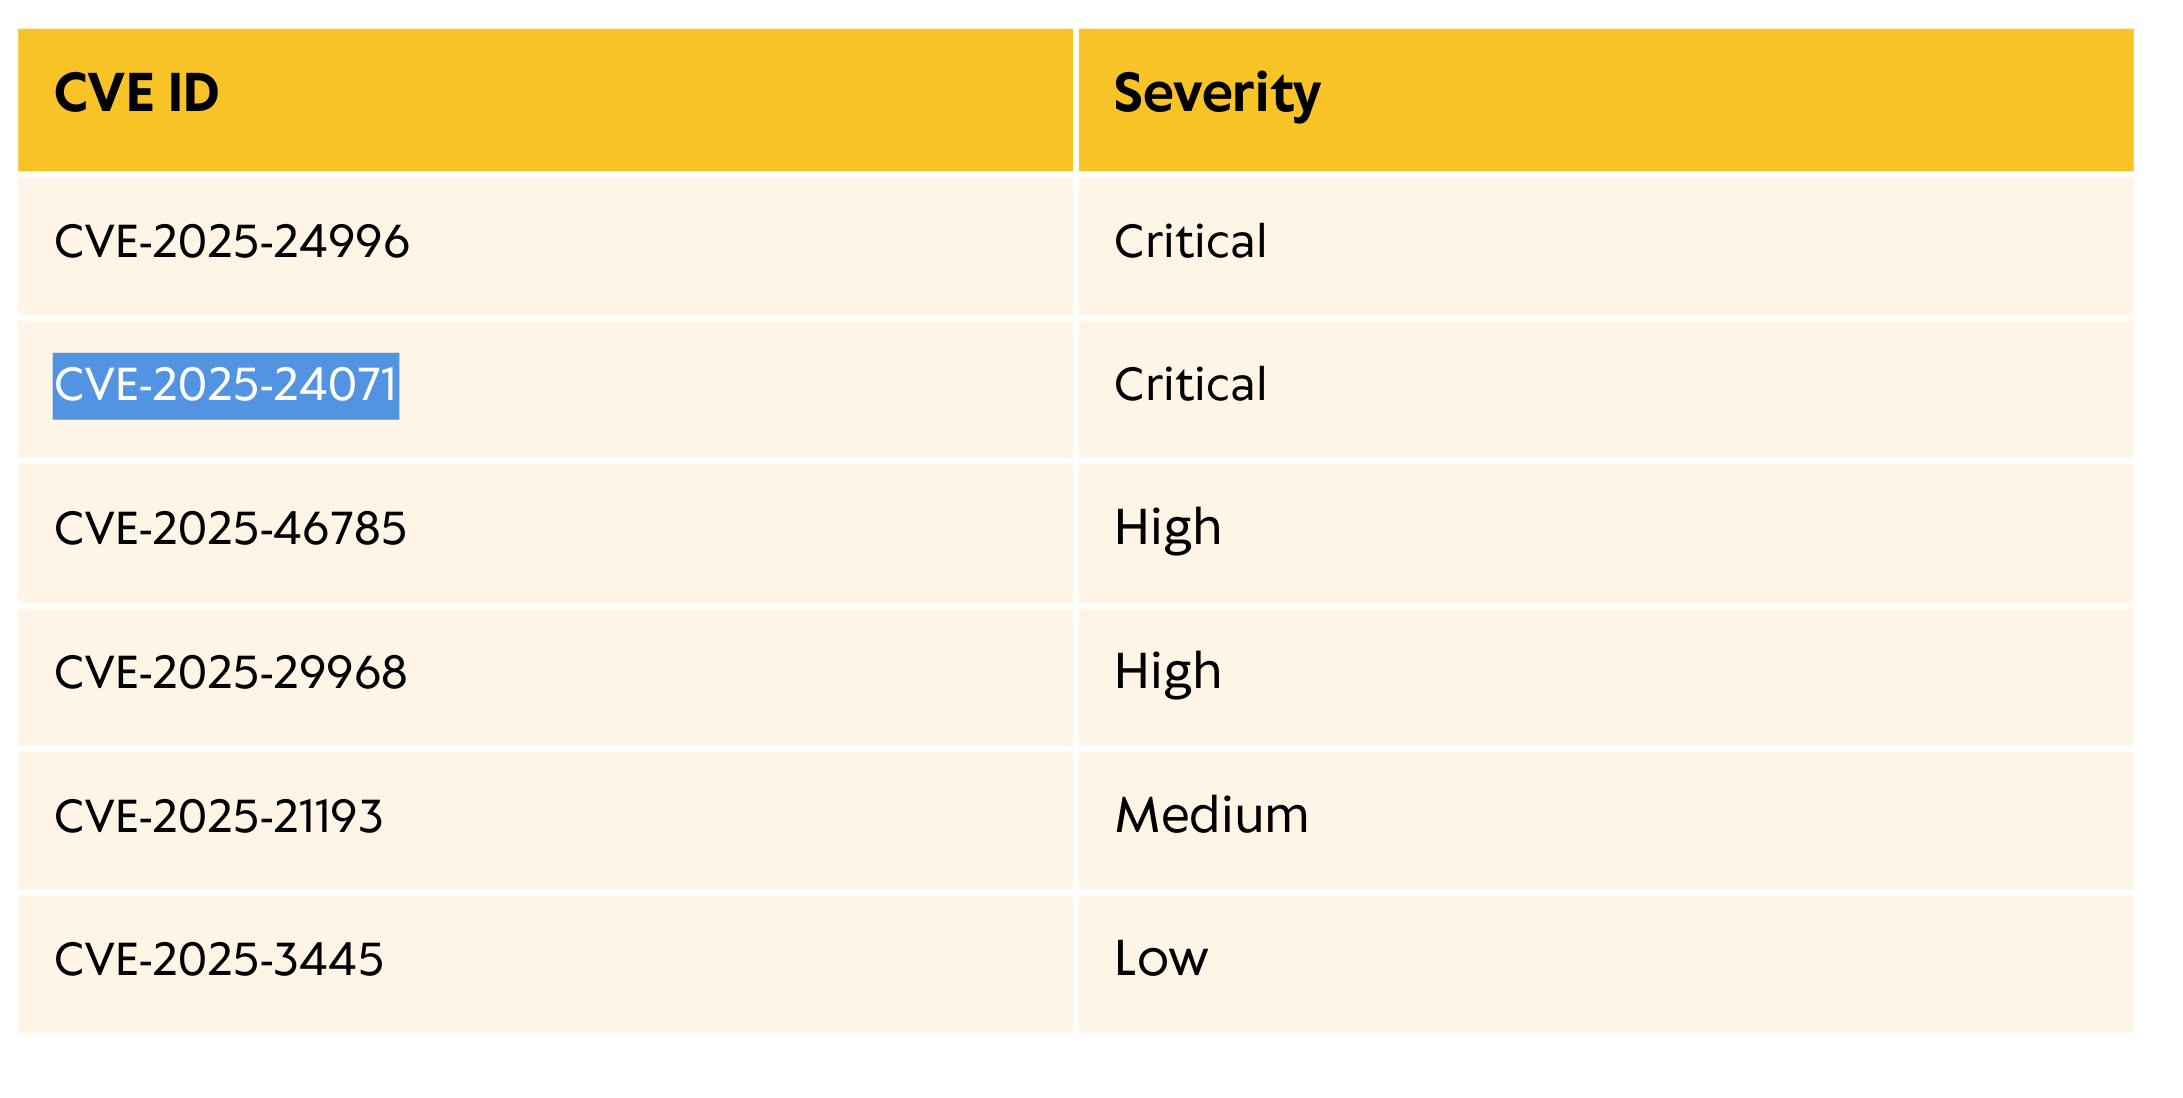 CVE ID Severity
CVE-2025-24996 Critical
CVE-2025-24071 Critical
CVE-2025-46785 High
CVE-2025-29968 High
CVE-2025-21193 Medium
CVE-2025-3445 Low